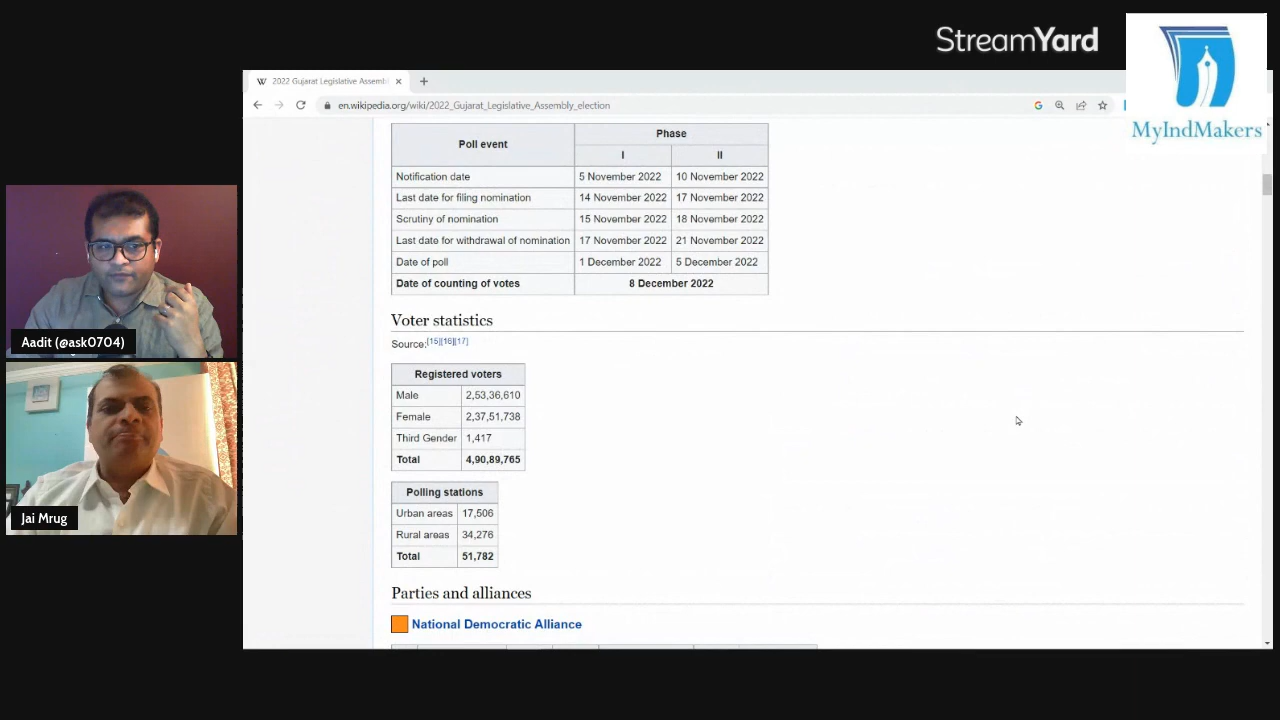 StreamYard
MyIndMakers
2022 Gujarat Legislative Assemb
en.wikipedia.org/wiki/2022_Gujarat_Legislative_Assembly_election
Poll event Phase
I II
Notification date 5 November 2022 10 November 2022
Last date for filing nomination 14 November 2022 17 November 2022
Scrutiny of nomination 15 November 2022 18 November 2022
Last date for withdrawal of nomination 17 November 2022 21 November 2022
Date of poll 1 December 2022 5 December 2022
Date of counting of votes 8 December 2022
Voter statistics
Source:[15][16][17]
Registered voters
Male 2,53,36,610
Female 2,37,51,738
Third Gender 1,417
Total 4,90,89,765
Polling stations
Urban areas 17,506
Rural areas 34,276
Total 51,782
Parties and alliances
National Democratic Alliance
Aadit (@ask0704)
Jai Mrug